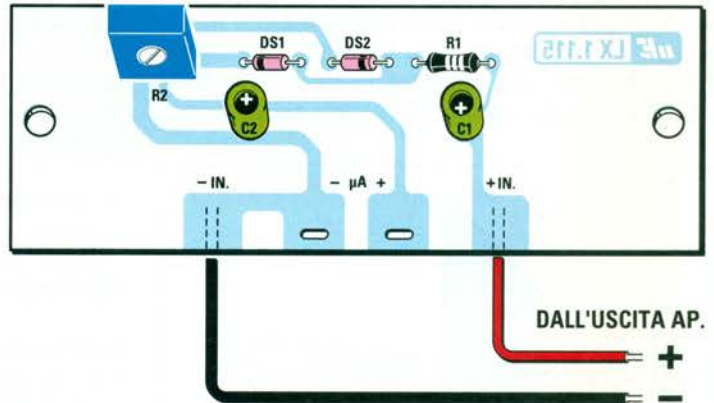 DS1
DS2
R1
LX 1.115
R2
C2
C1
- IN.
- µA +
+IN.
DALL'USCITA AP.
+
-